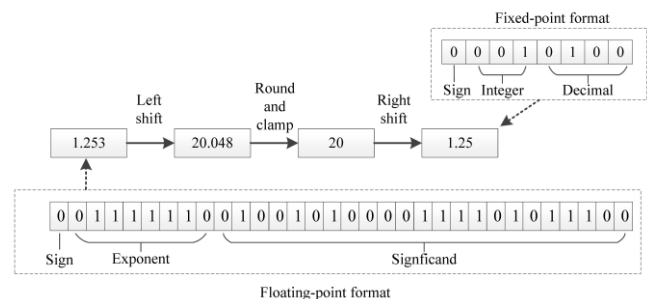 Fixed-point format
0 0 0 1 0 1 0 0
Sign Integer Decimal
Left shift
Round and clamp
Right shift
1.253 20.048 20 1.25
0 0 1 1 1 1 1 1 0 0 1 0 0 1 0 1 0 0 0 0 1 1 1 1 0 1 0 1 1 1 0 0
Sign Exponent Signficand
Floating-point format